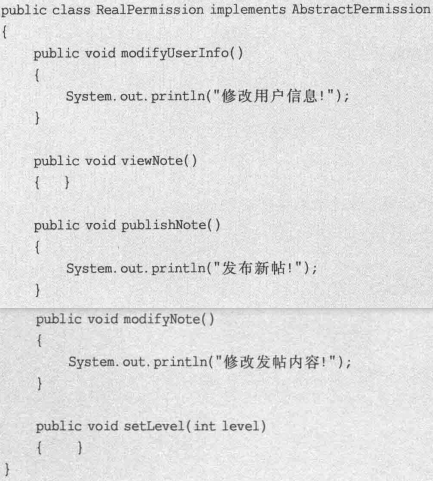 public class RealPermission implements AbstractPermission
{
    public void modifyUserInfo()
    {
        System.out.println("修改用户信息!");
    }

    public void viewNote()
    {   }

    public void publishNote()
    {
        System.out.println("发布新帖!");
    }

    public void modifyNote()
    {
        System.out.println("修改发帖内容!");
    }

    public void setLevel(int level)
    {    }
}